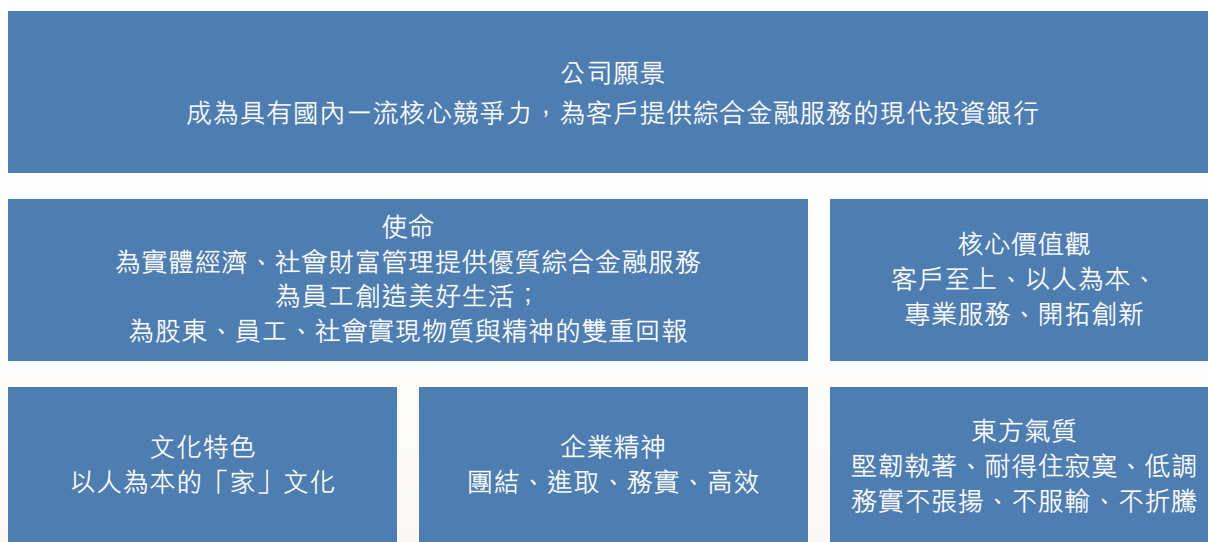 公司願景
成為具有國內一流核心競爭力，為客戶提供綜合金融服務的現代投資銀行
使命
為實體經濟、社會財富管理提供優質綜合金融服務
為員工創造美好生活；
為股東、員工、社會實現物質與精神的雙重回報
核心價值觀
客戶至上、以人為本、
專業服務、開拓創新
文化特色
以人為本的「家」文化
企業精神
團結、進取、務實、高效
東方氣質
堅韌執著、耐得住寂寞、低調
務實不張揚、不服輸、不折騰